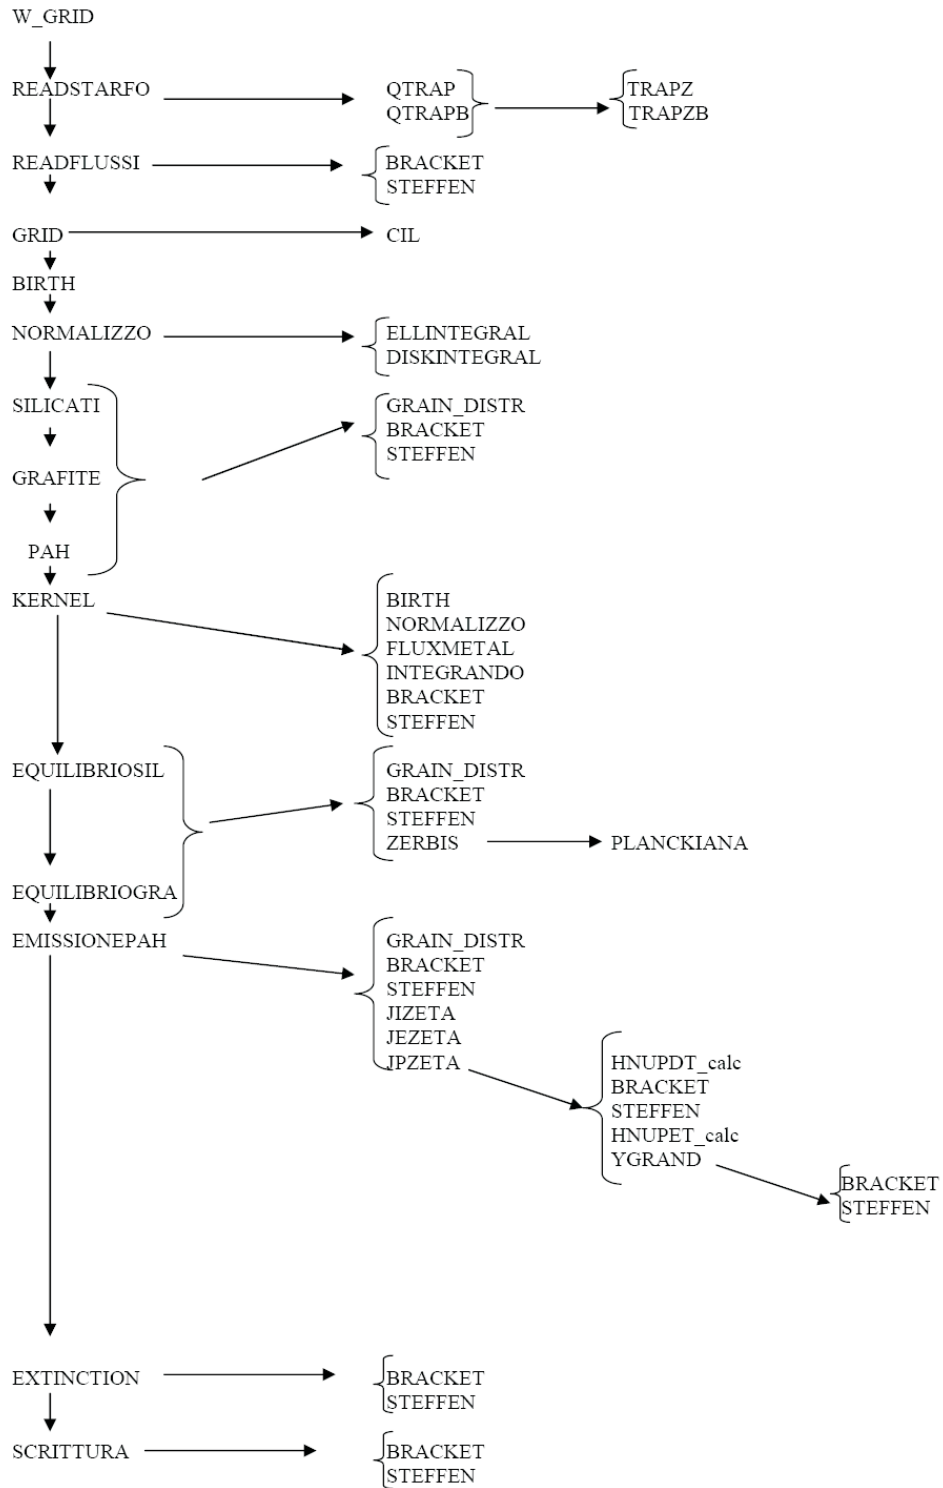 W_GRID
READSTARFO QTRAP TRAPZ
QTRAPB TRAPZB
READFLUSSI BRACKET
STEFFEN
GRID CIL
BIRTH
NORMALIZZO ELLINTEGRAL
DISKINTEGRAL
SILICATI GRAIN_DISTR
BRACKET
STEFFEN
GRAFITE
PAH
KERNEL BIRTH
NORMALIZZO
FLUXMETAL
INTEGRANDO
BRACKET
STEFFEN
EQUILIBRIOSIL GRAIN_DISTR
BRACKET
STEFFEN
ZERBIS PLANCKIANA
EQUILIBRIOGRA
EMISSIONEPAH GRAIN_DISTR
BRACKET
STEFFEN
JIZETA
JEZETA
JPZETA HNUPDT_calc
BRACKET
STEFFEN
HNUPET_calc
YGRAND
BRACKET
STEFFEN
EXTINCTION BRACKET
STEFFEN
SCRITTURA BRACKET
STEFFEN